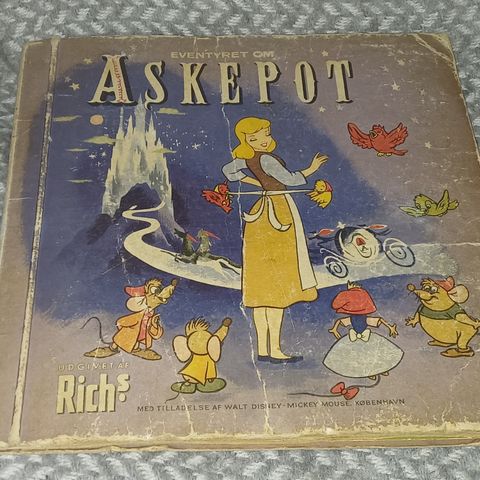 EVENTYRET OM
ASKEPOT
UDGIVET AF
Richs.
MED TILLADELSE AF WALT DISNEY - MICKEY MOUSE, KØBENHAVN